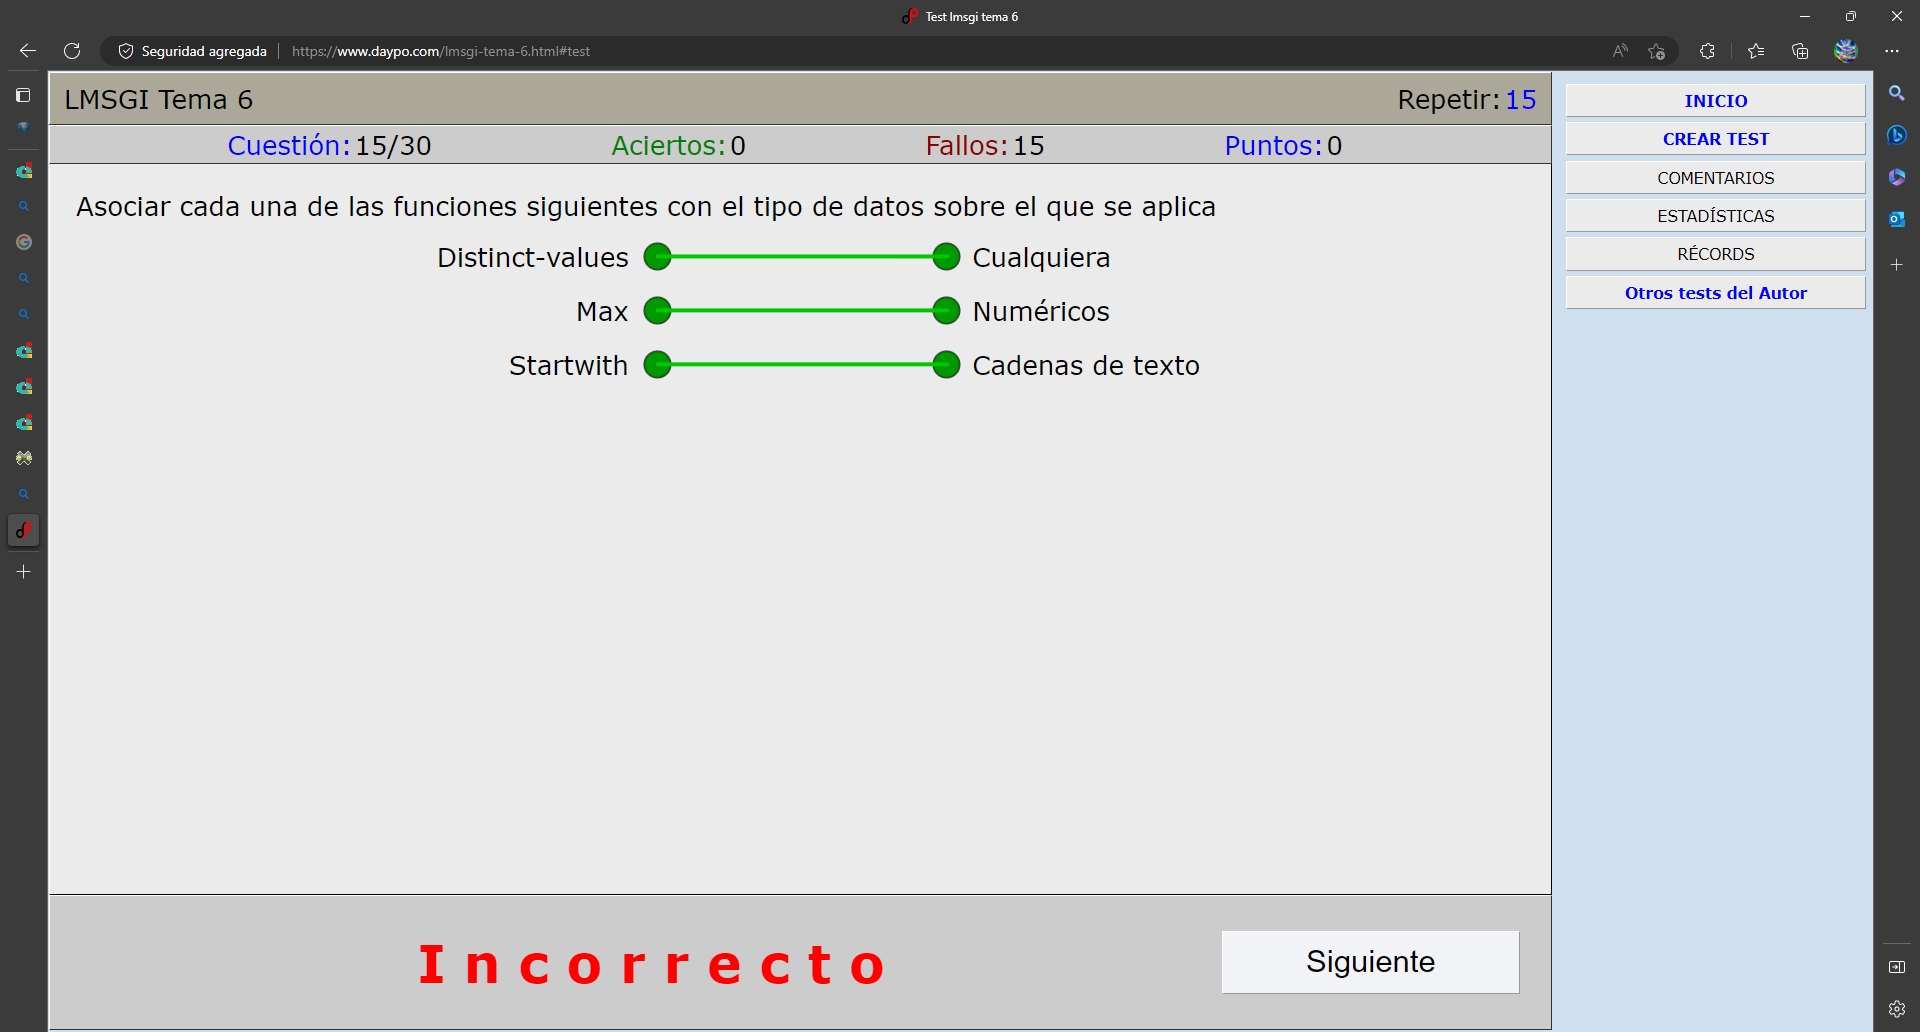 Test lmsgi tema 6
Seguridad agregada
https://www.daypo.com/lmsgi-tema-6.html#test
LMSGI Tema 6
Repetir:15
Cuestión:15/30
Aciertos:0
Fallos:15
Puntos:0
Asociar cada una de las funciones siguientes con el tipo de datos sobre el que se aplica
Distinct-values
Cualquiera
Max
Numéricos
Startwith
Cadenas de texto
Incorrecto
Siguiente
INICIO
CREAR TEST
COMENTARIOS
ESTADÍSTICAS
RÉCORDS
Otros tests del Autor